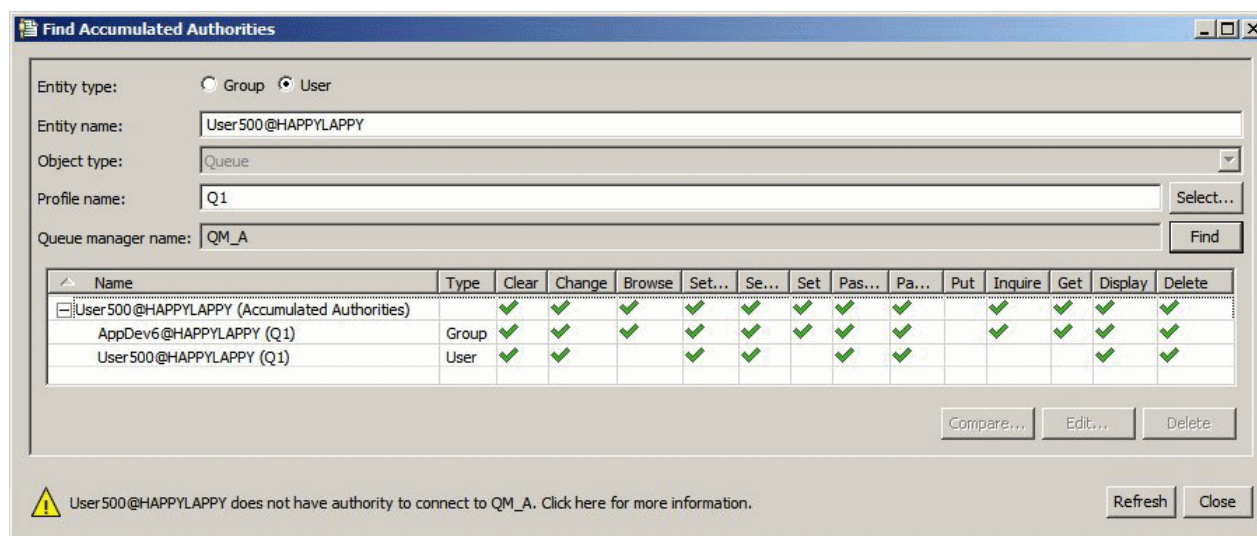 Find Accumulated Authorities
Entity type: Group User
Entity name: User500@HAPPYLAPPY
Object type: Queue
Profile name: Q1 Select...
Queue manager name: QM_A Find
Name Type Clear Change Browse Set... Se... Set Pas... Pa... Put Inquire Get Display Delete
User500@HAPPYLAPPY (Accumulated Authorities)
AppDev6@HAPPYLAPPY (Q1) Group
User500@HAPPYLAPPY (Q1) User
Compare... Edit... Delete
User500@HAPPYLAPPY does not have authority to connect to QM_A. Click here for more information. Refresh Close